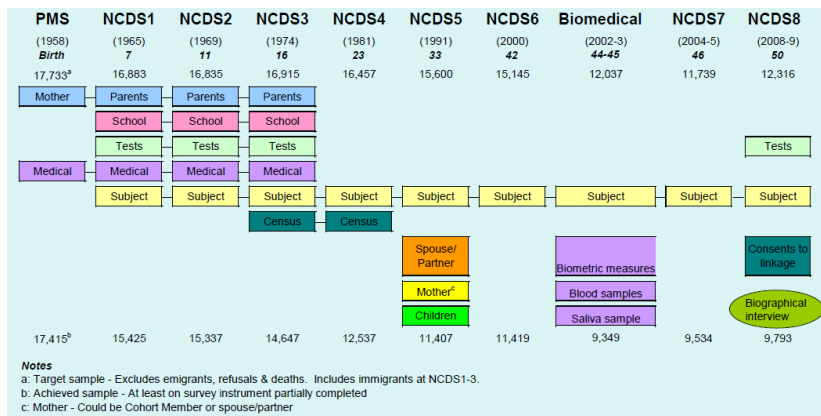 PMS NCDS1 NCDS2 NCDS3 NCDS4 NCDS5 NCDS6 Biomedical NCDS7 NCDS8
(1958) (1965) (1969) (1974) (1981) (1991) (2000) (2002-3) (2004-5) (2008-9)
Birth 7 11 16 23 33 42 44-45 46 50
17,733a 16,883 16,835 16,915 16,457 15,600 15,145 12,037 11,739 12,316
Mother Parents Parents Parents
School School School
Tests Tests Tests Tests
Medical Medical Medical Medical
Subject Subject Subject Subject Subject Subject Subject Subject Subject
Census Census
Spouse/
Partner
Biometric measures
Consents to
linkage
Motherc
Blood samples
Children
Saliva sample
Biographical
interview
17,415b 15,425 15,337 14,647 12,537 11,407 11,419 9,349 9,534 9,793
Notes
a: Target sample - Excludes emigrants, refusals & deaths. Includes immigrants at NCDS1-3.
b: Achieved sample - At least on survey instrument partially completed
c: Mother - Could be Cohort Member or spouse/partner